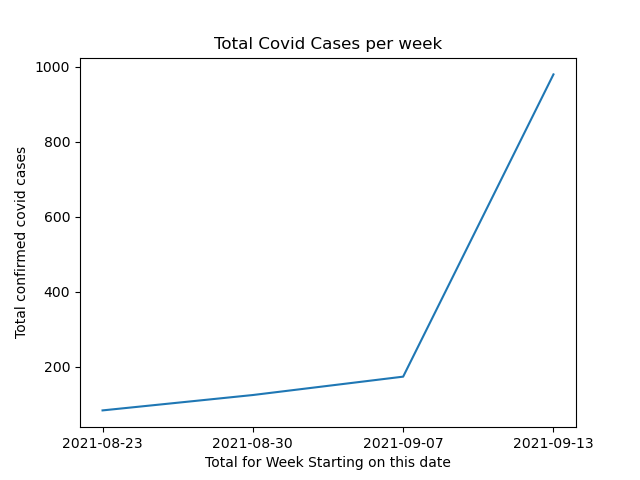 Total Covid Cases per week
Total confirmed covid cases
1000
800
600
400
200
2021-08-23 2021-08-30 2021-09-07 2021-09-13
Total for Week Starting on this date